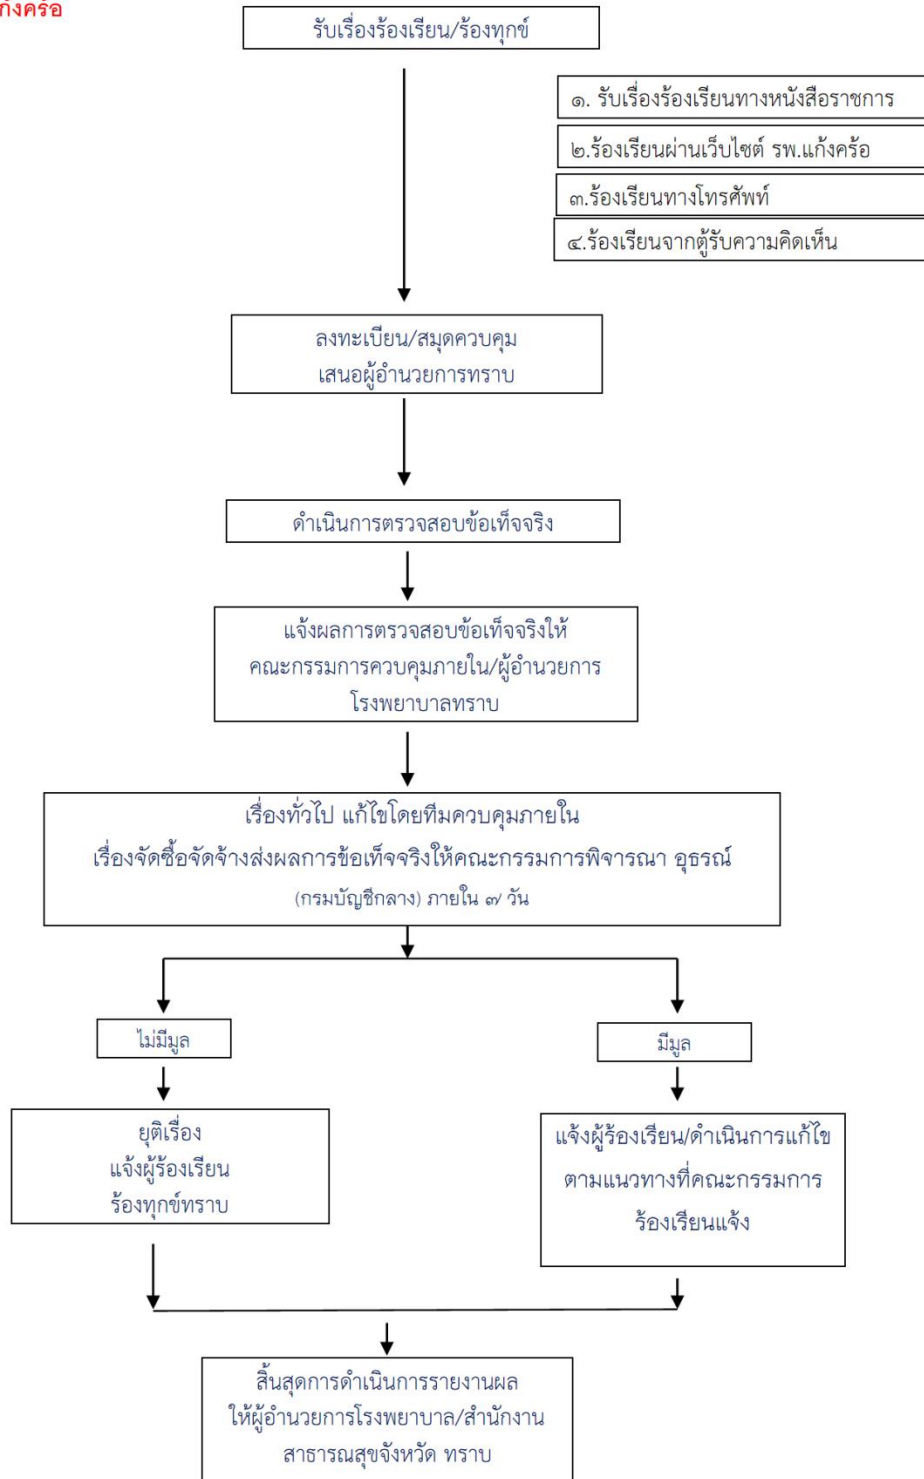 รับเรื่องร้องเรียน/ร้องทุกข์
๑. รับเรื่องร้องเรียนทางหนังสือราชการ
๒.ร้องเรียนผ่านเว็บไซต์ รพ.แก้งคร้อ
๓.ร้องเรียนทางโทรศัพท์
๔.ร้องเรียนจากตู้รับความคิดเห็น
ลงทะเบียน/สมุดควบคุม
เสนอผู้อำนวยการทราบ
ดำเนินการตรวจสอบข้อเท็จจริง
แจ้งผลการตรวจสอบข้อเท็จจริงให้
คณะกรรมการควบคุมภายใน/ผู้อำนวยการ
โรงพยาบาลทราบ
เรื่องทั่วไป แก้ไขโดยทีมควบคุมภายใน
เรื่องจัดซื้อจัดจ้างส่งผลการข้อเท็จจริงให้คณะกรรมการพิจารณา อุธรณ์
(กรมบัญชีกลาง) ภายใน ๗ วัน
ไม่มีมูล
มีมูล
ยุติเรื่อง
แจ้งผู้ร้องเรียน
ร้องทุกข์ทราบ
แจ้งผู้ร้องเรียน/ดำเนินการแก้ไข
ตามแนวทางที่คณะกรรมการ
ร้องเรียนแจ้ง
สิ้นสุดการดำเนินการรายงานผล
ให้ผู้อำนวยการโรงพยาบาล/สำนักงาน
สาธารณสุขจังหวัด ทราบ